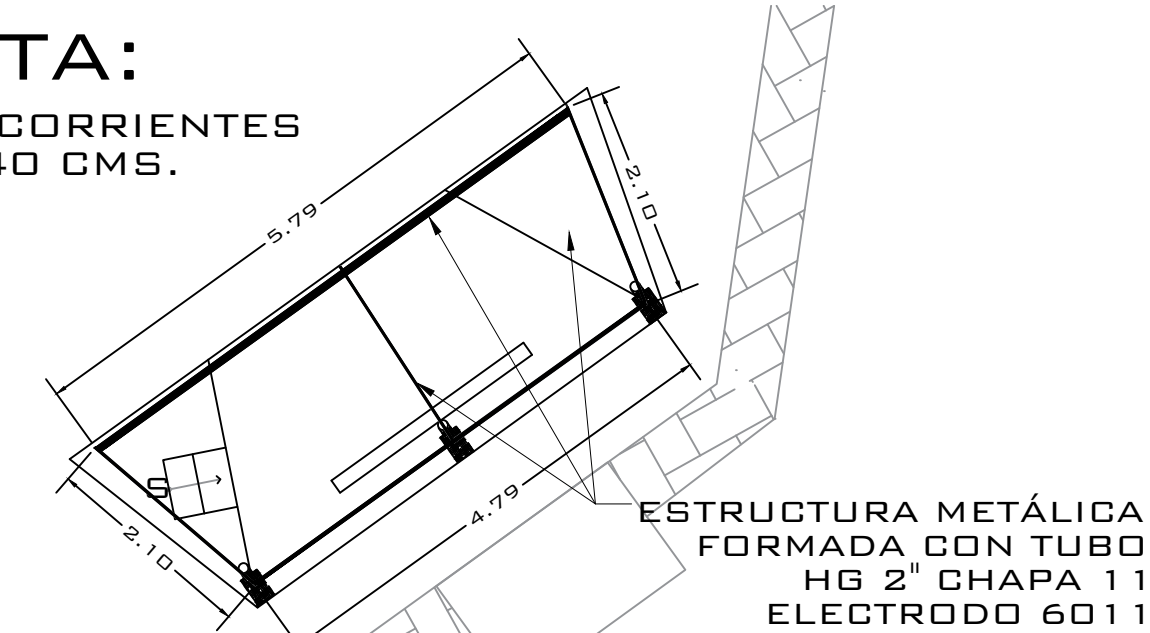 TA:
CORRIENTES
40 CMS.
5.79
2.10
S
2.10
4.79
ESTRUCTURA METÁLICA
FORMADA CON TUBO
HG 2" CHAPA 11
ELECTRODO 6011